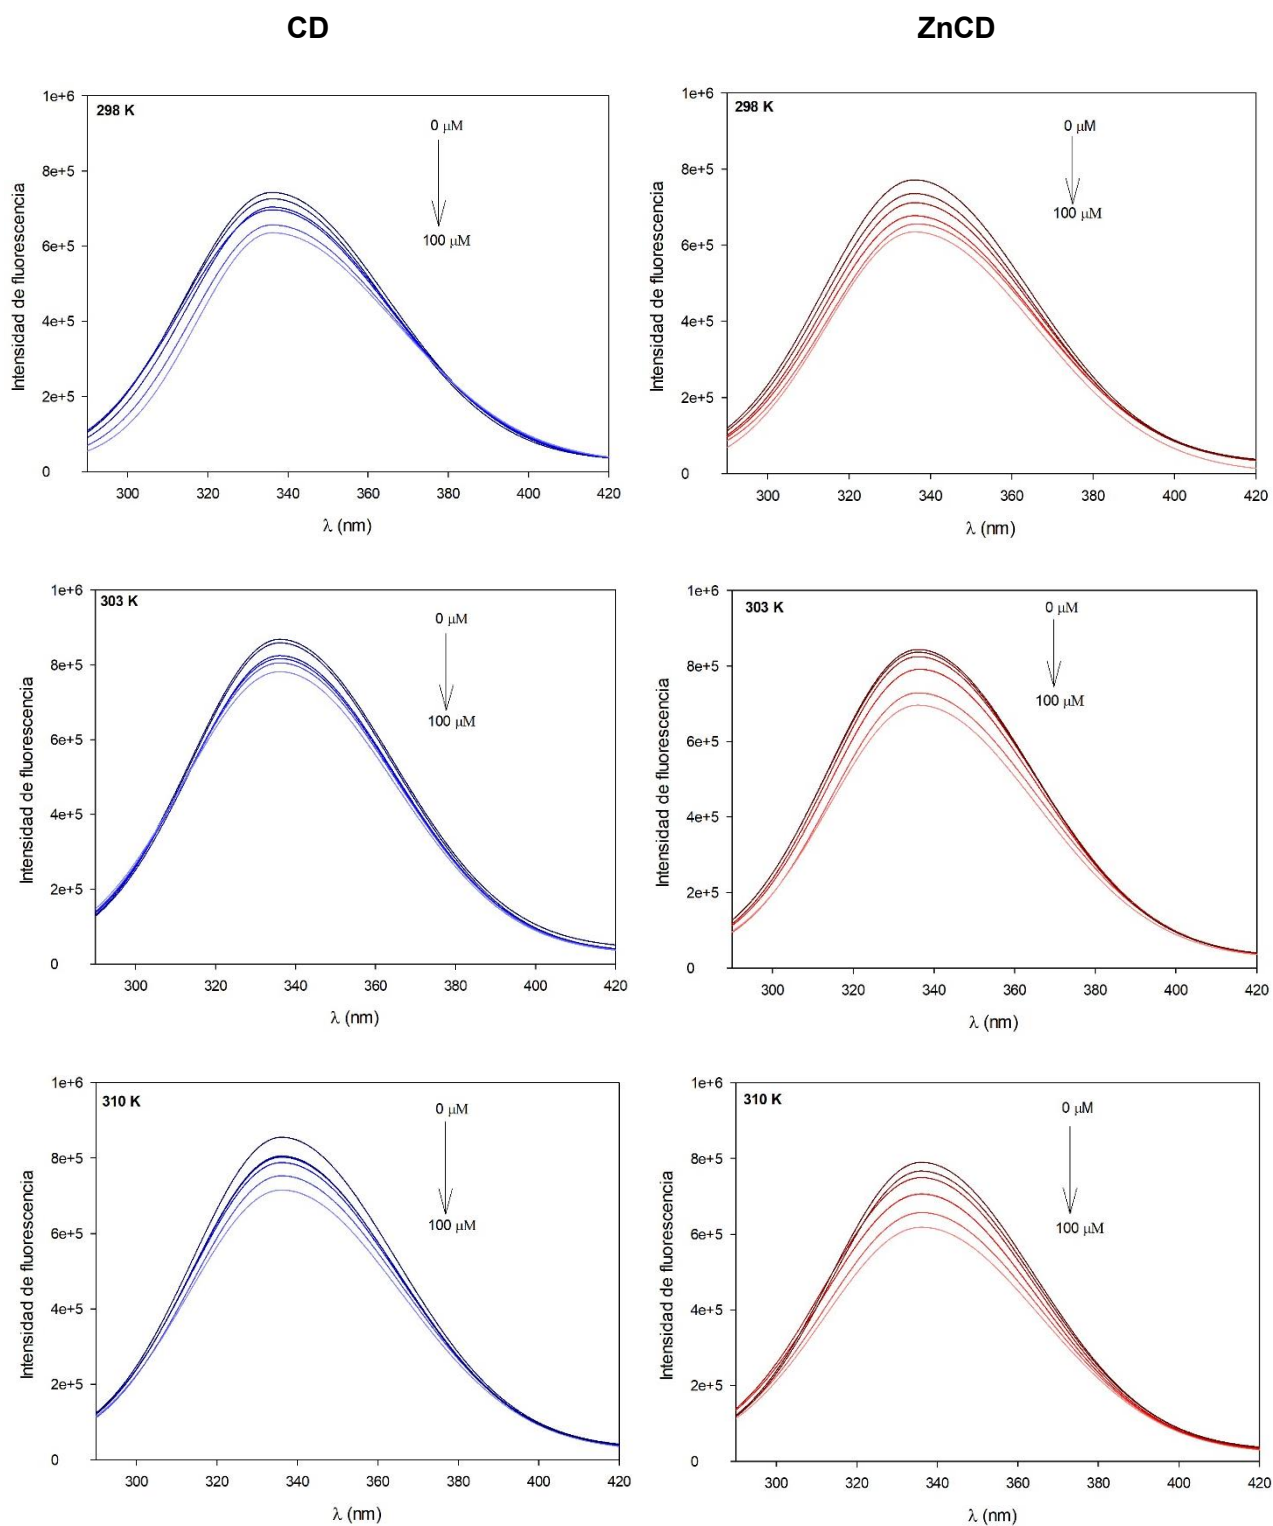 CD
ZnCD
298 K
0 μM
100 μM
Intensidad de fluorescencia
1e+6
8e+5
6e+5
4e+5
2e+5
0
300 320 340 360 380 400 420
λ (nm)
298 K
0 μM
100 μM
Intensidad de fluorescencia
1e+6
8e+5
6e+5
4e+5
2e+5
0
300 320 340 360 380 400 420
λ (nm)
303 K
0 μM
100 μM
Intensidad de fluorescencia
1e+6
8e+5
6e+5
4e+5
2e+5
0
300 320 340 360 380 400 420
λ (nm)
303 K
0 μM
100 μM
Intensidad de fluorescencia
1e+6
8e+5
6e+5
4e+5
2e+5
0
300 320 340 360 380 400 420
λ (nm)
310 K
0 μM
100 μM
Intensidad de fluorescencia
1e+6
8e+5
6e+5
4e+5
2e+5
0
300 320 340 360 380 400 420
λ (nm)
310 K
0 μM
100 μM
Intensidad de fluorescencia
1e+6
8e+5
6e+5
4e+5
2e+5
0
300 320 340 360 380 400 420
λ (nm)